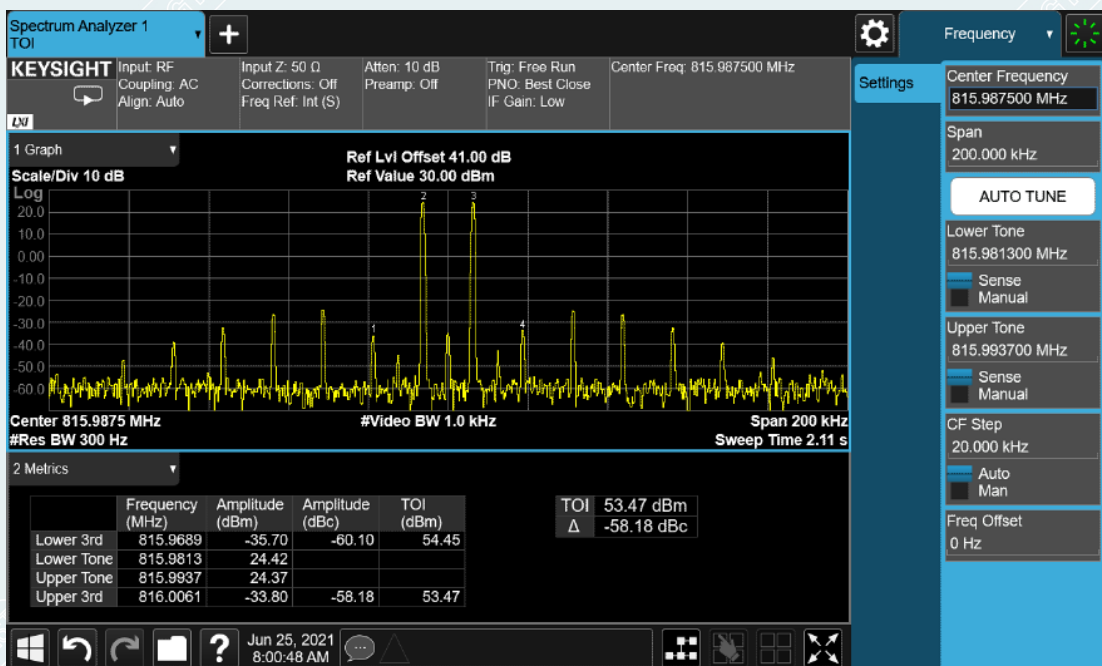 Spectrum Analyzer 1
TOI
+
Frequency
KEYSIGHT
LXI
Input: RF
Coupling: AC
Align: Auto
Input Z: 50 Ω
Corrections: Off
Freq Ref: Int (S)
Atten: 10 dB
Preamp: Off
Trig: Free Run
PNO: Best Close
IF Gain: Low
Center Freq: 815.987500 MHz
Settings
Center Frequency
815.987500 MHz
Span
200.000 kHz
AUTO TUNE
Lower Tone
815.981300 MHz
Sense
Manual
Upper Tone
815.993700 MHz
Sense
Manual
CF Step
20.000 kHz
Auto
Man
Freq Offset
0 Hz
1 Graph
Scale/Div 10 dB
Ref Lvl Offset 41.00 dB
Ref Value 30.00 dBm
Log
20.0
10.0
0.00
-10.0
-20.0
-30.0
-40.0
-50.0
-60.0
2 3
1 4
Center 815.9875 MHz #Video BW 1.0 kHz Span 200 kHz
#Res BW 300 Hz Sweep Time 2.11 s
2 Metrics
Frequency (MHz) Amplitude (dBm) Amplitude (dBc) TOI (dBm)
Lower 3rd 815.9689 -35.70 -60.10 54.45
Lower Tone 815.9813 24.42
Upper Tone 815.9937 24.37
Upper 3rd 816.0061 -33.80 -58.18 53.47
TOI 53.47 dBm
Δ -58.18 dBc
?
Jun 25, 2021
8:00:48 AM